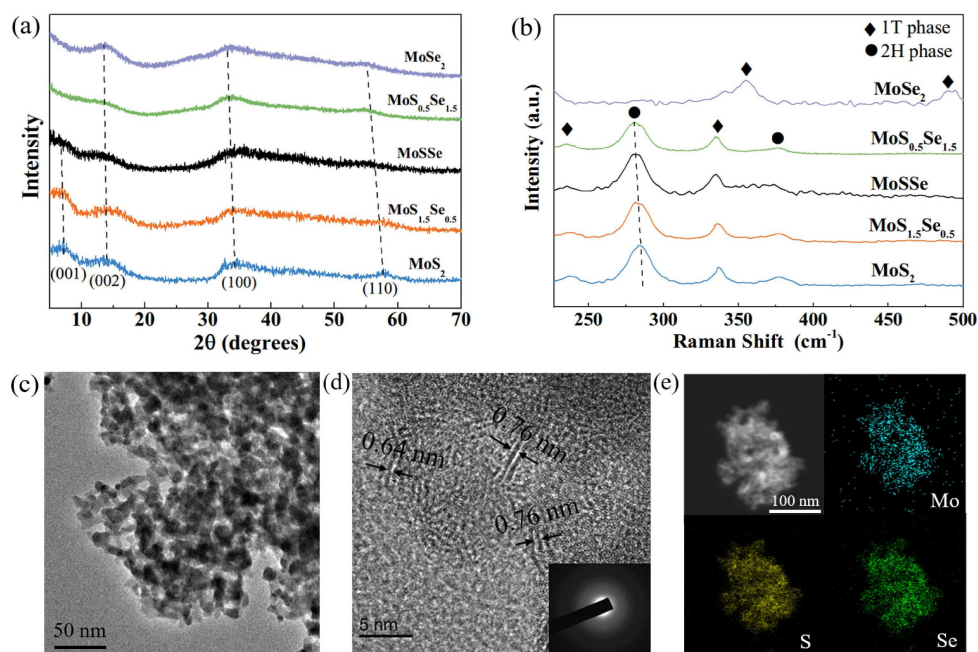 (a)
Intensity
MoSe2
MoS0.5Se1.5
MoSSe
MoS1.5Se0.5
MoS2
(001)
(002)
(100)
(110)
10 20 30 40 50 60 70
2θ (degrees)
(b)
Intensity (a.u.)
◆ 1T phase
● 2H phase
MoSe2
MoS0.5Se1.5
MoSSe
MoS1.5Se0.5
MoS2
250 300 350 400 450 500
Raman Shift (cm-1)
(c)
50 nm
(d)
0.64 nm
0.76 nm
0.76 nm
5 nm
(e)
100 nm
Mo
S
Se